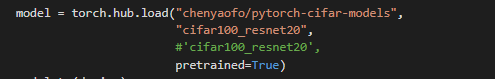 model = torch.hub.load("chenyaofo/pytorch-cifar-models",
"cifar100_resnet20",
#'cifar100_resnet20',
pretrained=True)